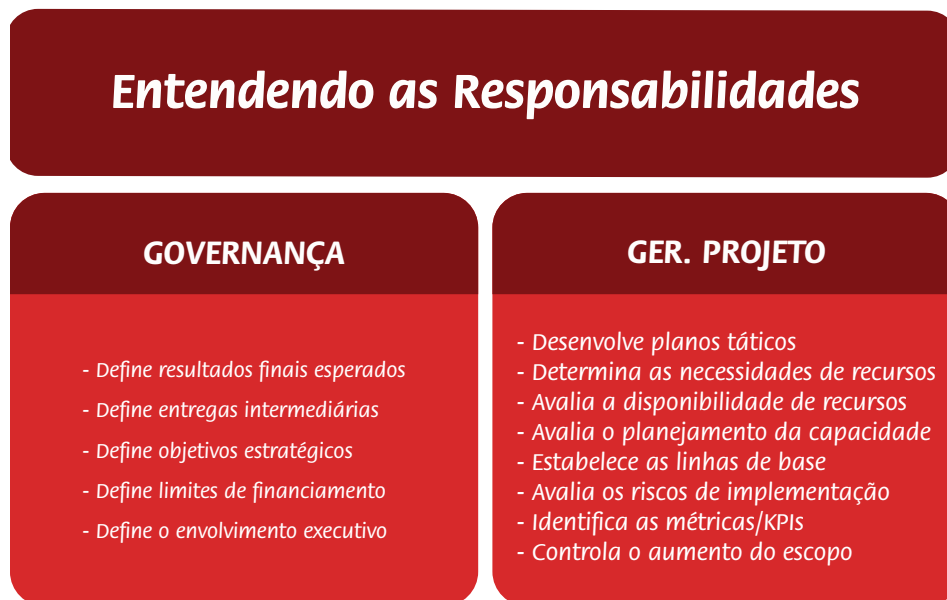 Entendendo as Responsabilidades
GOVERNANÇA
- Define resultados finais esperados
- Define entregas intermediárias
- Define objetivos estratégicos
- Define limites de financiamento
- Define o envolvimento executivo
GER. PROJETO
- Desenvolve planos táticos
- Determina as necessidades de recursos
- Avalia a disponibilidade de recursos
- Avalia o planejamento da capacidade
- Estabelece as linhas de base
- Avalia os riscos de implementação
- Identifica as métricas/KPIs
- Controla o aumento do escopo